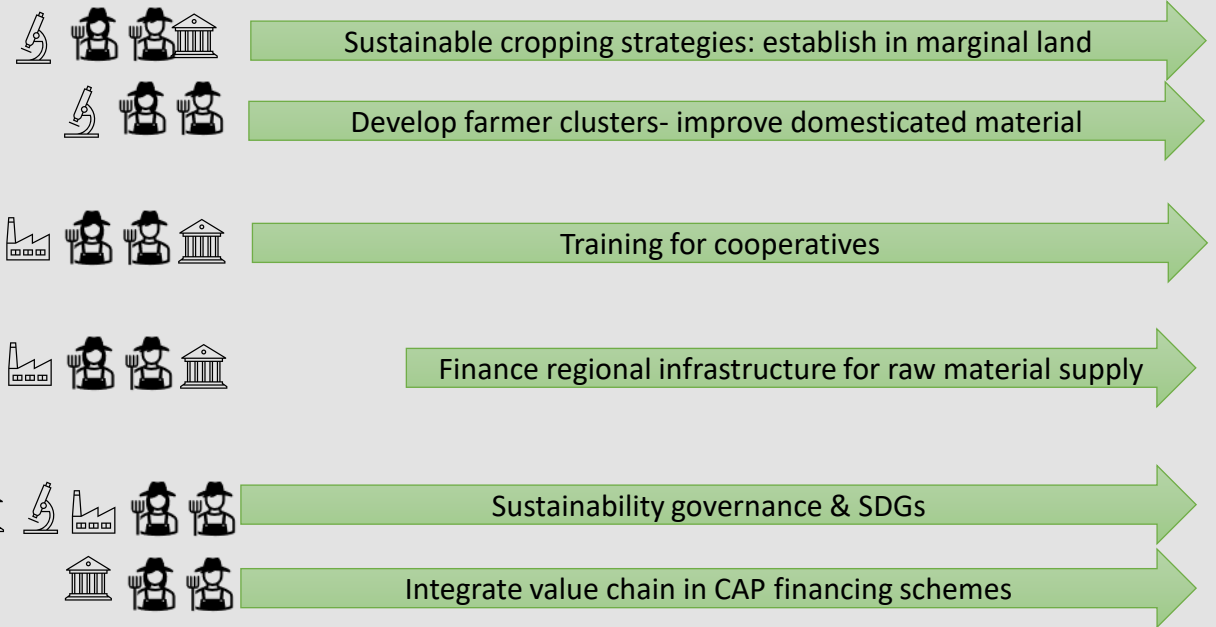 Sustainable cropping strategies: establish in marginal land
Develop farmer clusters- improve domesticated material
Training for cooperatives
Finance regional infrastructure for raw material supply
Sustainability governance & SDGs
Integrate value chain in CAP financing schemes